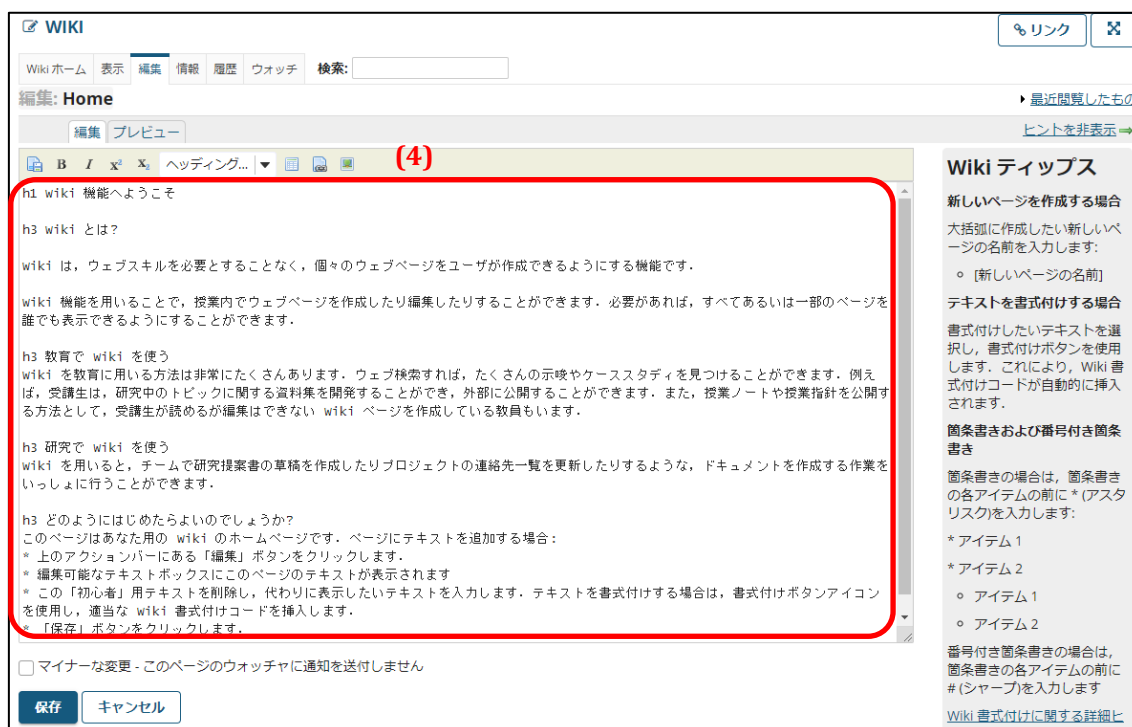 WIKI
リンク
Wiki ホーム 表示 編集 情報 履歴 ウォッチ 検索:
編集: Home
最近閲覧したもの
編集 プレビュー
ヒントを非表示
B I x² X₂ ヘッディング...
(4)
h1 Wiki 機能へようこそ
h3 Wiki とは?
Wiki は，ウェブスキルを必要とすることなく，個々のウェブページをユーザが作成できるようにする機能です．
Wiki 機能を用いることで，授業内でウェブページを作成したり編集したりすることができます．必要があれば，すべてあるいは一部のページを
誰でも表示できるようにすることができます．
h3 教育で Wiki を使う
Wiki を教育に用いる方法は非常にたくさんあります．ウェブ検索すれば，たくさんの示唆やケーススタディを見つけることができます．例え
ば，受講生は，研究中のトピックに関する資料集を開発することができ，外部に公開することができます．また，授業ノートや授業指針を公開す
る方法として，受講生が読めるが編集はできない Wiki ページを作成している教員もいます．
h3 研究で Wiki を使う
Wiki を用いると，チームで研究提案書の草稿を作成したりプロジェクトの連絡先一覧を更新したりするような，ドキュメントを作成する作業を
いっしょに行うことができます．
h3 どのようにはじめたらよいのでしょうか?
このページはあなた用の Wiki のホームページです．ページにテキストを追加する場合:
* 上のアクションバーにある「編集」ボタンをクリックします．
* 編集可能なテキストボックスにこのページのテキストが表示されます
* この「初心者」用テキストを削除し，代わりに表示したいテキストを入力します．テキストを書式付けする場合は，書式付けボタンアイコン
を使用し，適当な Wiki 書式付けコードを挿入します．
* 「保存」ボタンをクリックします．
マイナーな変更 - このページのウォッチャに通知を送付しません
保存 キャンセル
Wiki ティップス
新しいページを作成する場合
大括弧に作成したい新しいペ
ージの名前を入力します:
[新しいページの名前]
テキストを書式付けする場合
書式付けしたいテキストを選
択し，書式付けボタンを使用
します．これにより，Wiki 書
式付けコードが自動的に挿入
されます．
箇条書きおよび番号付き箇条
書き
箇条書きの場合は，箇条書き
の各アイテムの前に * (アスタ
リスク)を入力します:
* アイテム 1
* アイテム 2
アイテム 1
アイテム 2
番号付き箇条書きの場合は，
箇条書きの各アイテムの前に
# (シャープ)を入力します
Wiki 書式付けに関する詳細ヒ